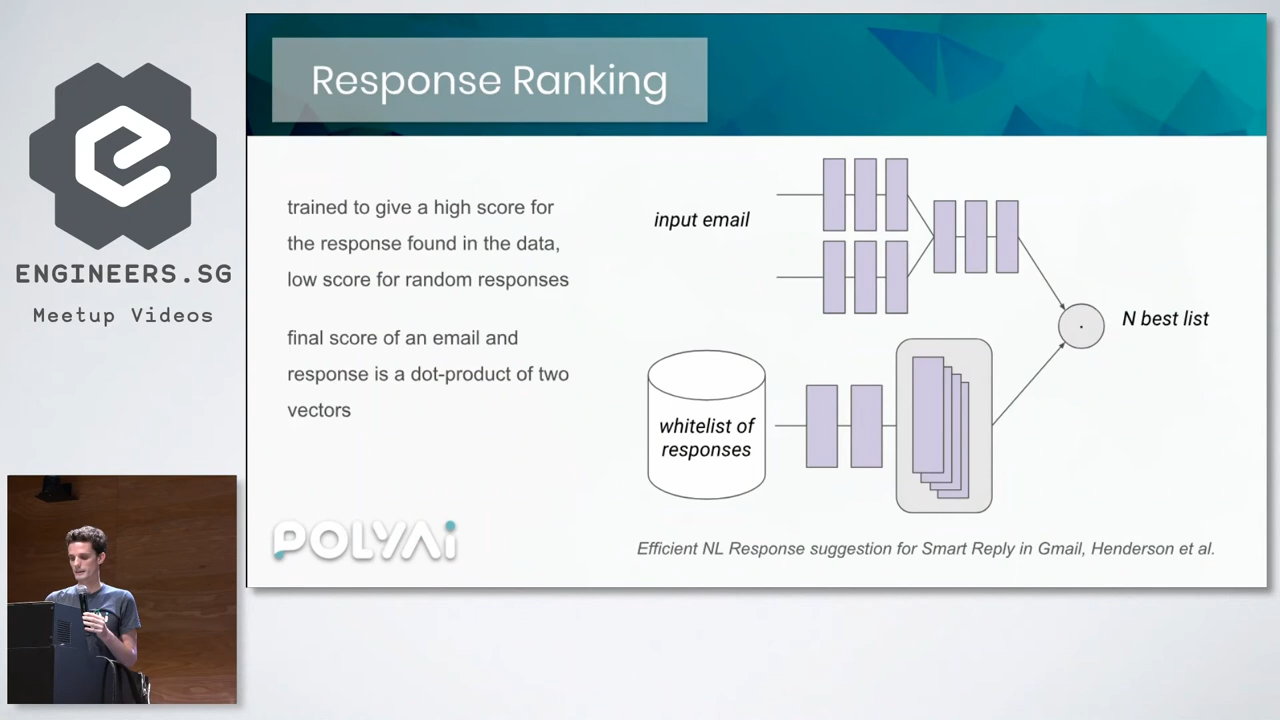 Response Ranking
ENGINEERS.SG
Meetup Videos
trained to give a high score for
the response found in the data,
low score for random responses
final score of an email and
response is a dot-product of two
vectors
input email
N best list
whitelist of
responses
POLYAI
Efficient NL Response suggestion for Smart Reply in Gmail, Henderson et al.